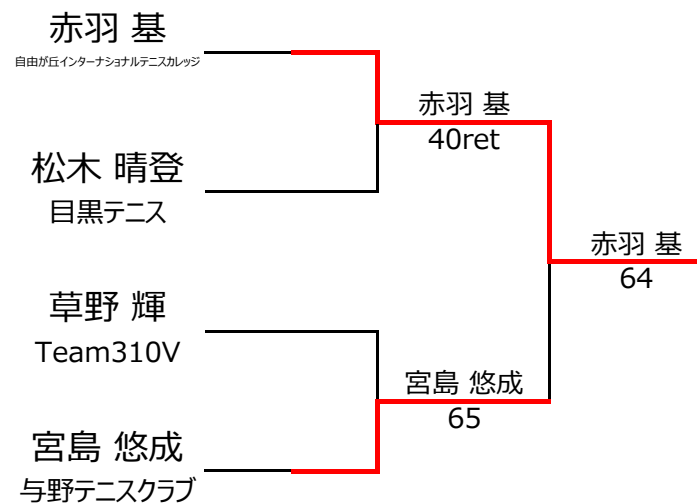 赤羽 基
自由が丘インターナショナルテニスカレッジ
赤羽 基
40ret
松木 晴登
目黒テニス
赤羽 基
64
草野 輝
Team310V
宮島 悠成
65
宮島 悠成
与野テニスクラブ